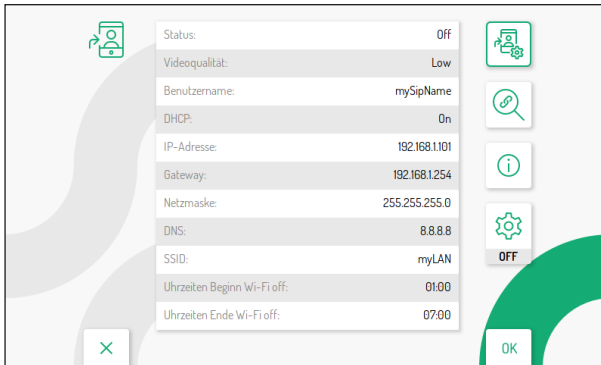 Status: Off
Videoqualität: Low
Benutzername: mySipName
DHCP: On
IP-Adresse: 192.168.1.101
Gateway: 192.168.1.254
Netzmaske: 255.255.255.0
DNS: 8.8.8.8
OFF
SSID: myLAN
Uhrzeiten Beginn Wi-Fi off: 01:00
Uhrzeiten Ende Wi-Fi off: 07:00
OK